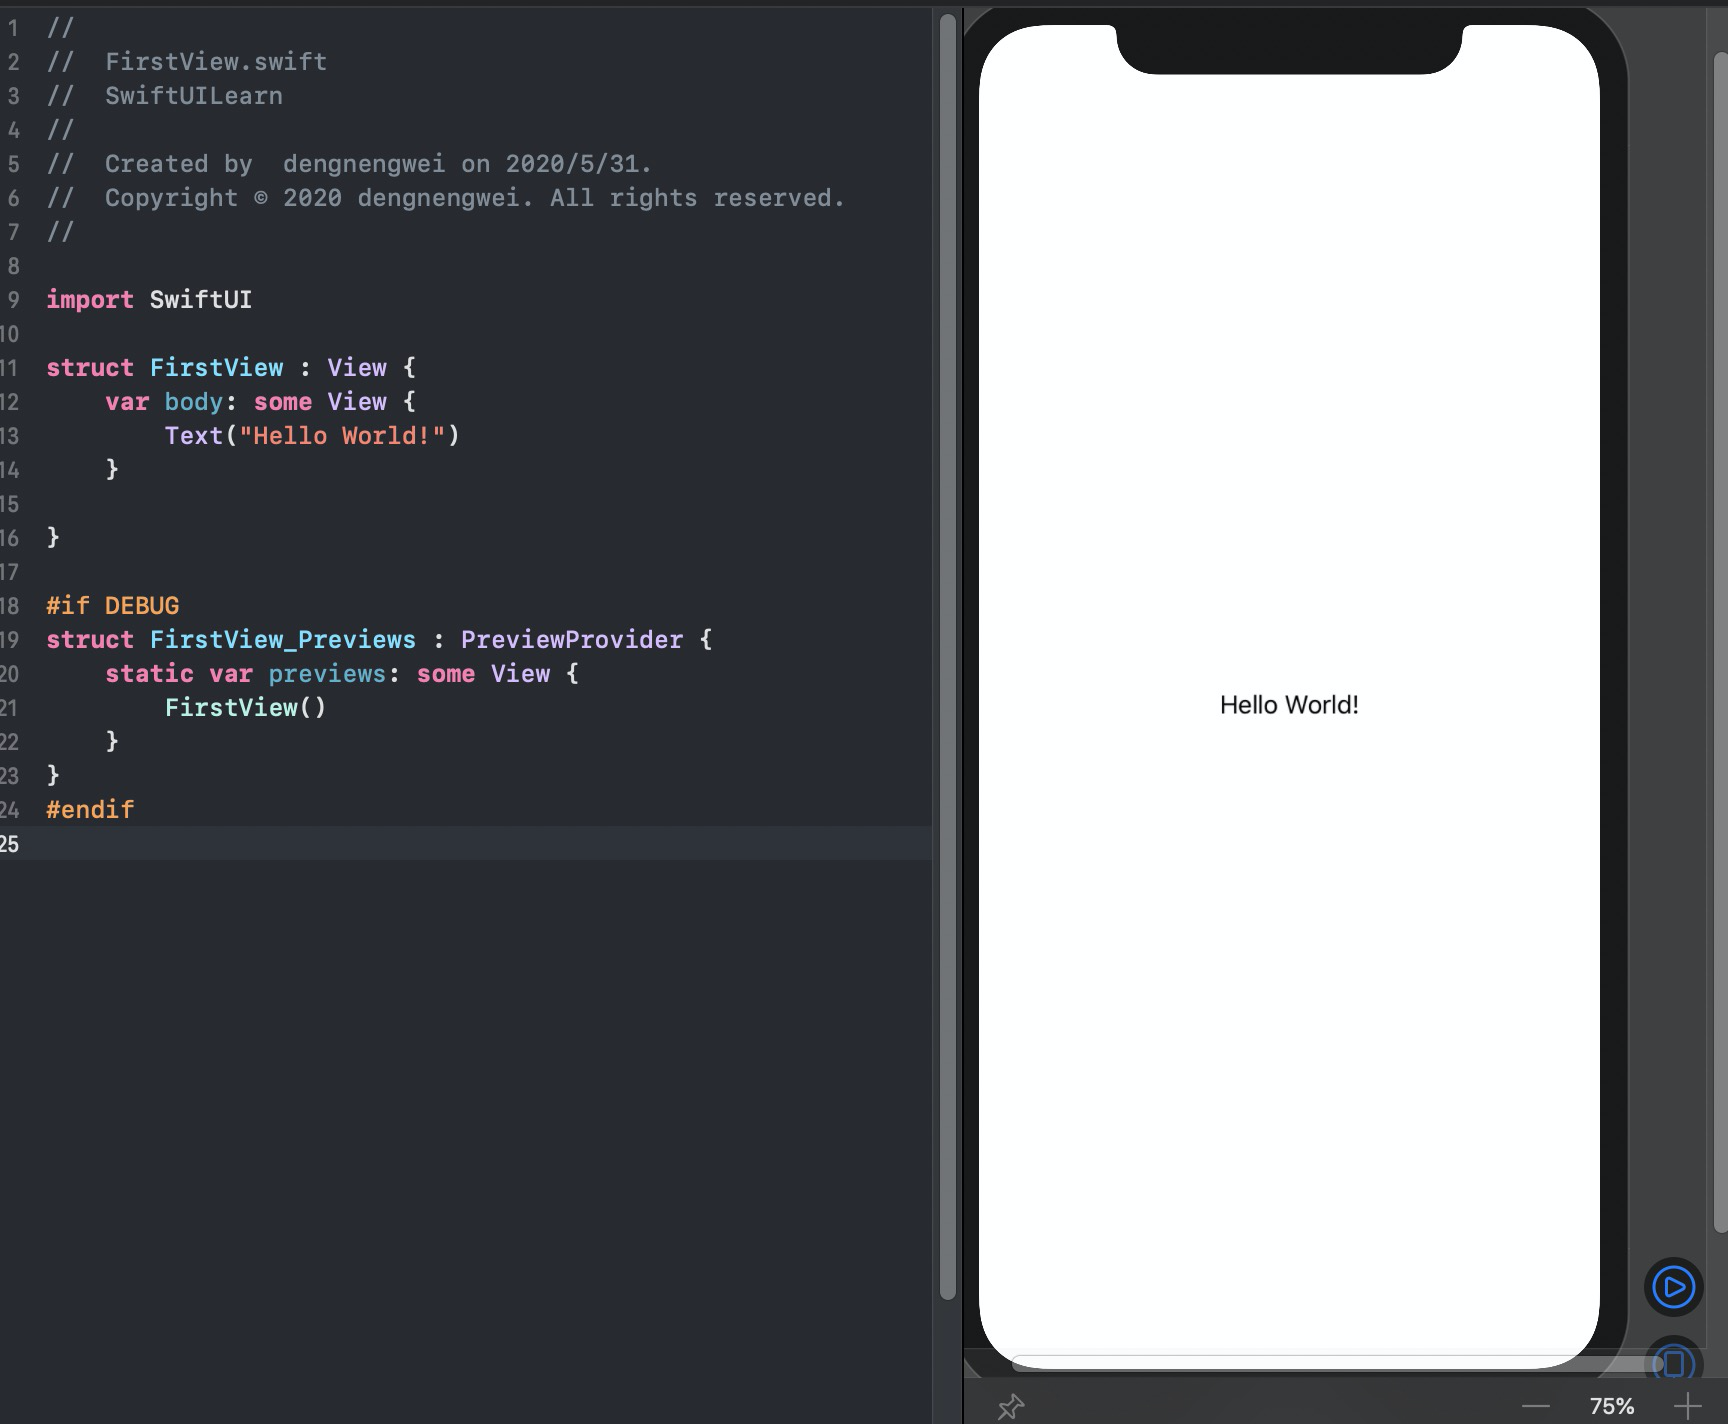 1 //
2 //  FirstView.swift
3 //  SwiftUILearn
4 //
5 //  Created by  dengnengwei on 2020/5/31.
6 //  Copyright © 2020 dengnengwei. All rights reserved.
7 //
8
9 import SwiftUI
10
11 struct FirstView : View {
12     var body: some View {
13         Text("Hello World!")
14     }
15
16 }
17
18 #if DEBUG
19 struct FirstView_Previews : PreviewProvider {
20     static var previews: some View {
21         FirstView()
22     }
23 }
24 #endif
25
Hello World!
75%